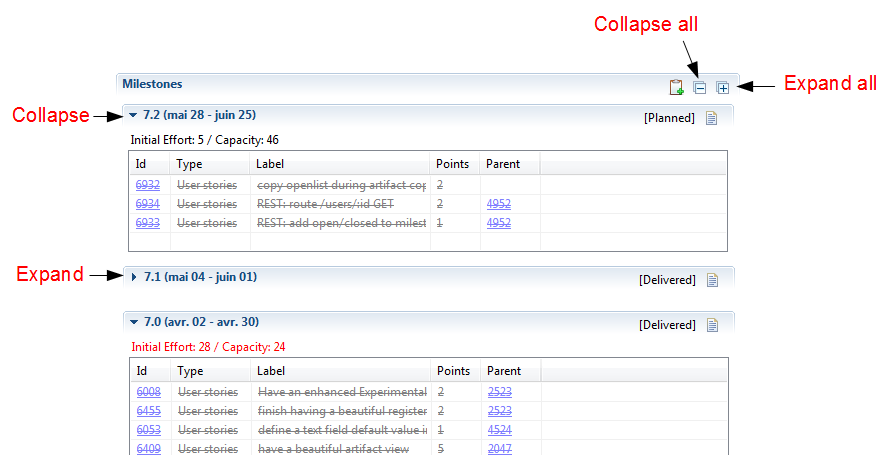 Collapse all
Milestones
Expand all
Collapse
7.2 (mai 28 - juin 25)
[Planned]
Initial Effort: 5 / Capacity: 46
Id Type Label Points Parent
6932 User stories copy openlist during artifact cop 2
6934 User stories REST: route /users/:id GET 2 4952
6933 User stories REST: add open/closed to milest 1 4952
Expand
7.1 (mai 04 - juin 01)
[Delivered]
7.0 (avr. 02 - avr. 30)
[Delivered]
Initial Effort: 28 / Capacity: 24
Id Type Label Points Parent
6008 User stories Have an enhanced Experimental 2 2523
6455 User stories finish having a beautiful register 2 2523
6053 User stories define a text field default value i 1 4524
6409 User stories have a beautiful artifact view 5 2047